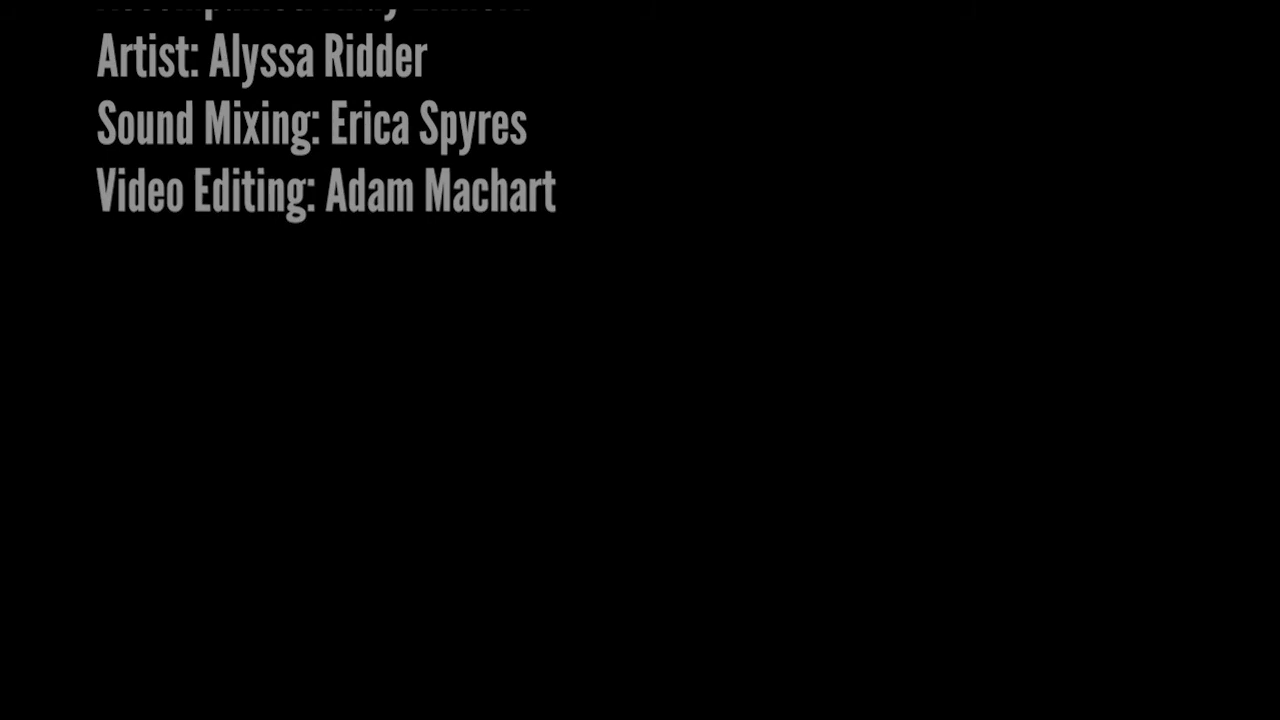 Artist: Alyssa Ridder
Sound Mixing: Erica Spyres
Video Editing: Adam Machart